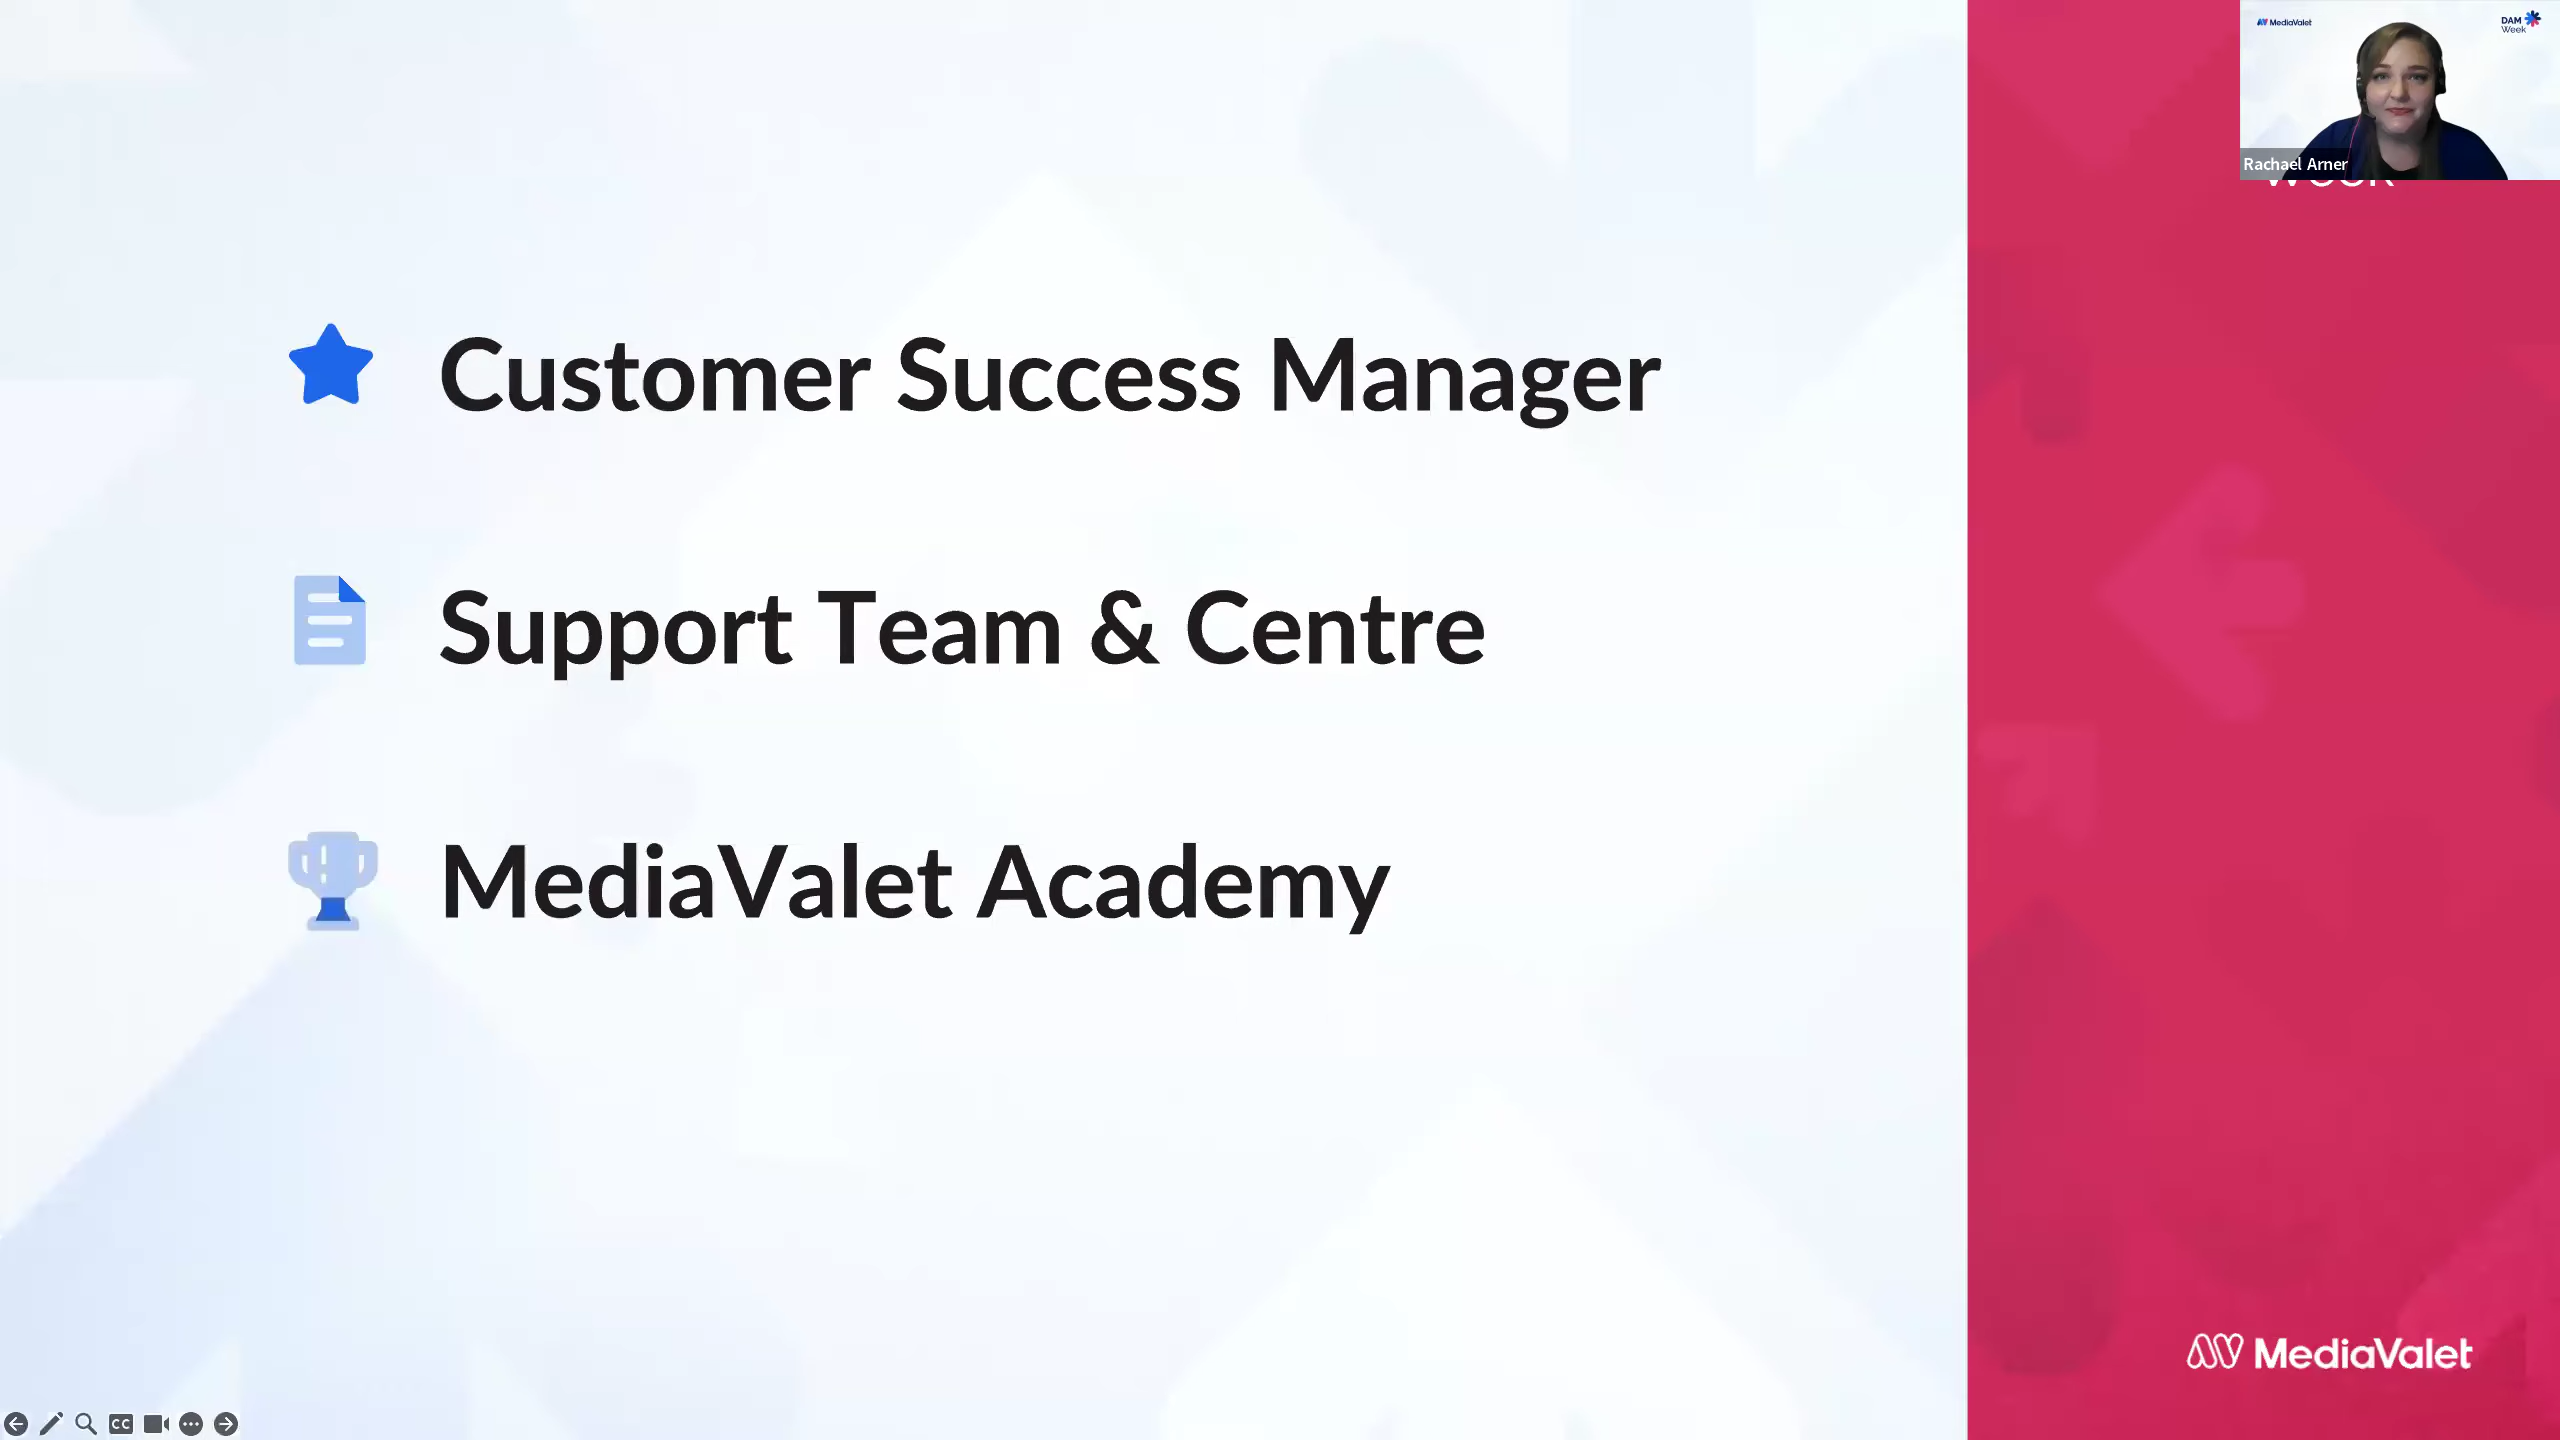 MediaValet
DAM
Week
Rachael Arner
Customer Success Manager
Support Team & Centre
MediaValet Academy
CC
MediaValet